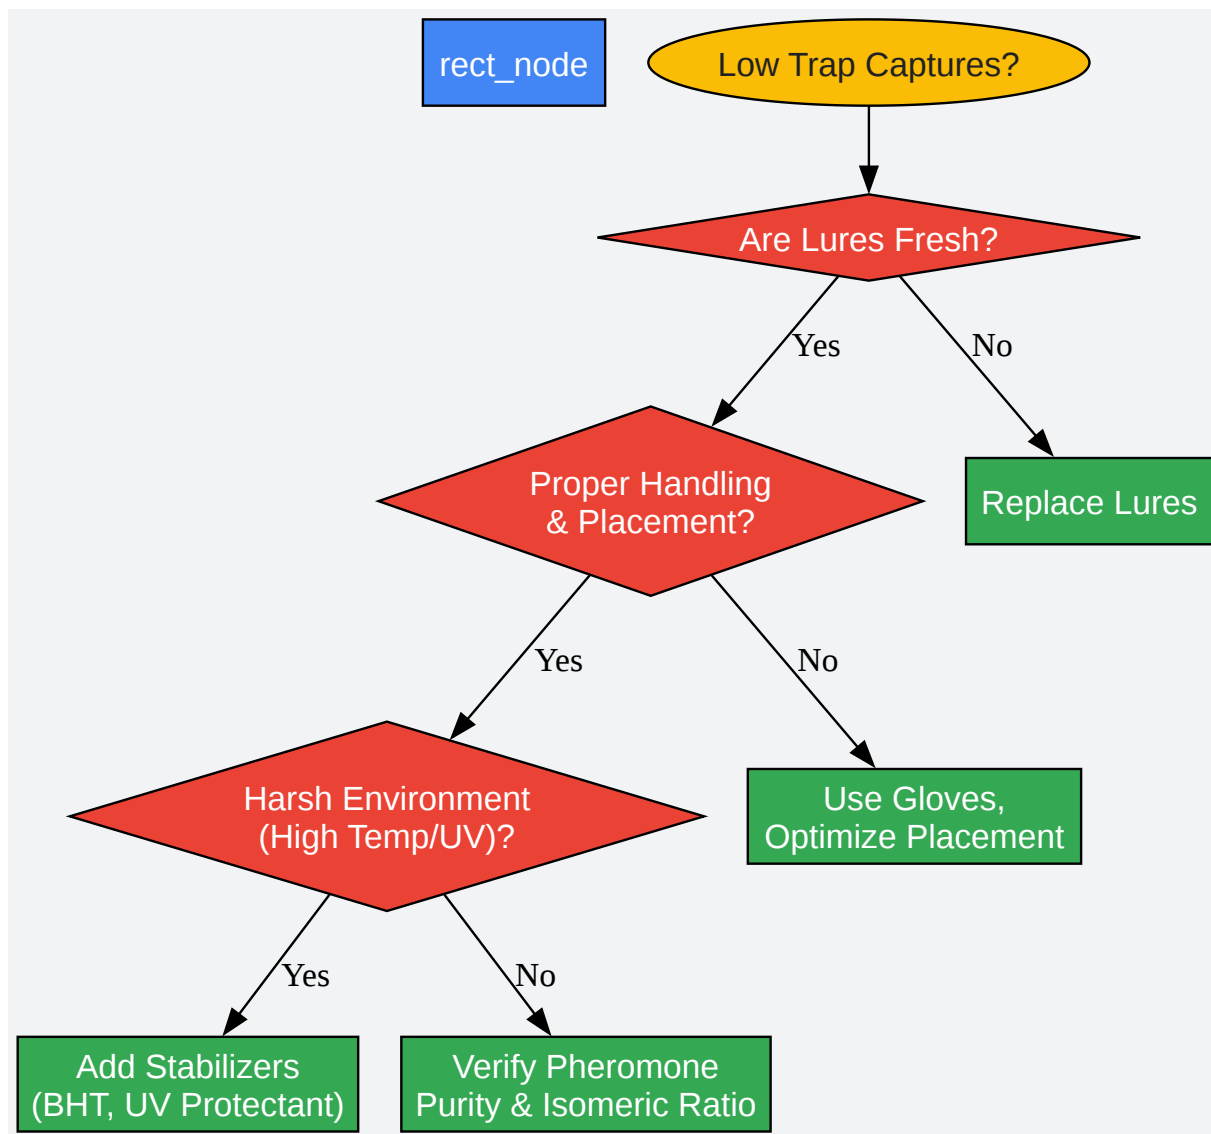 rect_node
Low Trap Captures?
Are Lures Fresh?
Yes
No
Proper Handling
& Placement?
Replace Lures
Yes
No
Harsh Environment
(High Temp/UV)?
Use Gloves,
Optimize Placement
Yes
No
Add Stabilizers
(BHT, UV Protectant)
Verify Pheromone
Purity & Isomeric Ratio